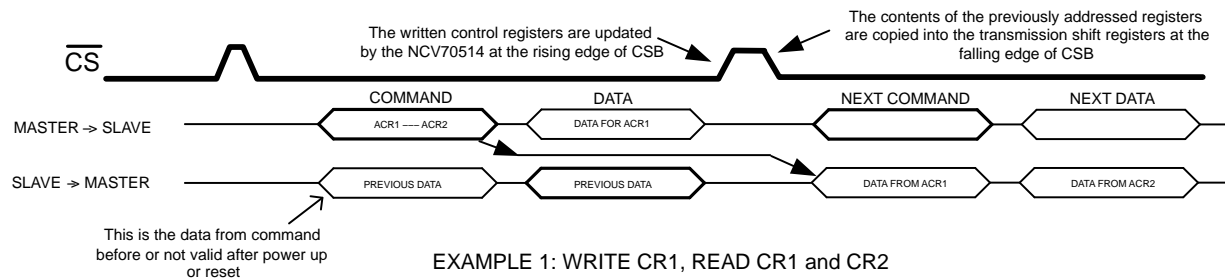 The written control registers are updated
by the NCV70514 at the rising edge of CSB
The contents of the previously addressed registers
are copied into the transmission shift registers at the
falling edge of CSB
CS
COMMAND
DATA
NEXT COMMAND
NEXT DATA
MASTER -> SLAVE
ACR1 --- ACR2
DATA FOR ACR1
SLAVE -> MASTER
PREVIOUS DATA
PREVIOUS DATA
DATA FROM ACR1
DATA FROM ACR2
This is the data from command
before or not valid after power up
or reset
EXAMPLE 1: WRITE CR1, READ CR1 and CR2